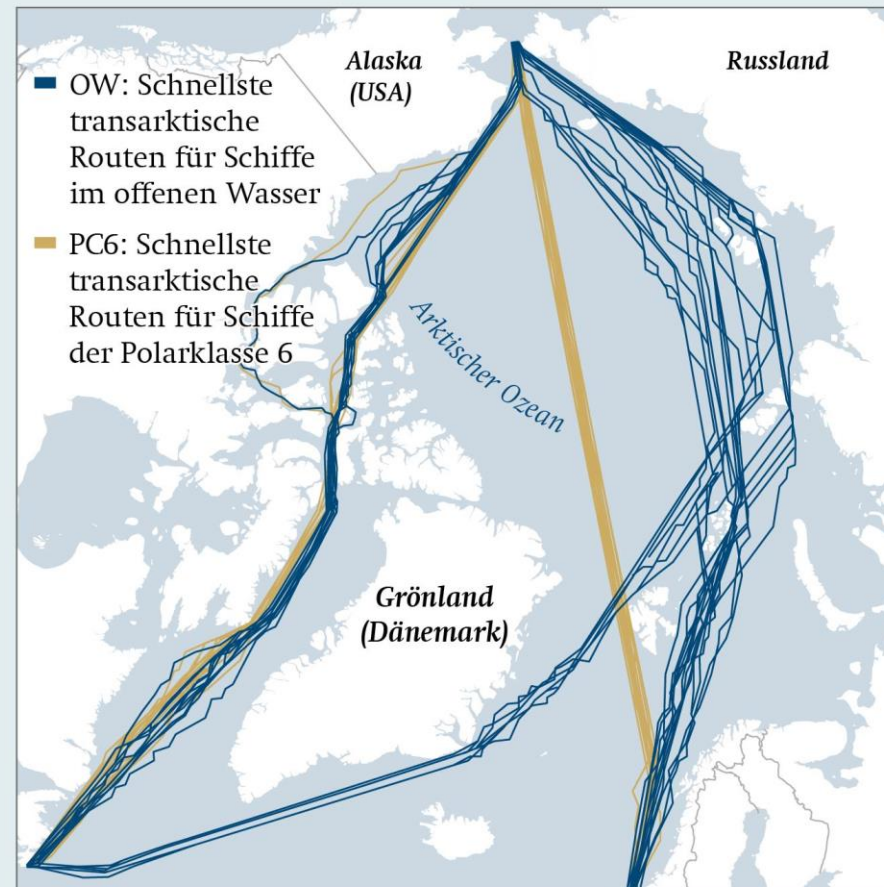 Alaska
(USA)
Russland
OW: Schnellste
transarktische
Routen für Schiffe
im offenen Wasser
PC6: Schnellste
transarktische
Routen für Schiffe
der Polarklasse 6
Arktischer Ozean
Grönland
(Dänemark)